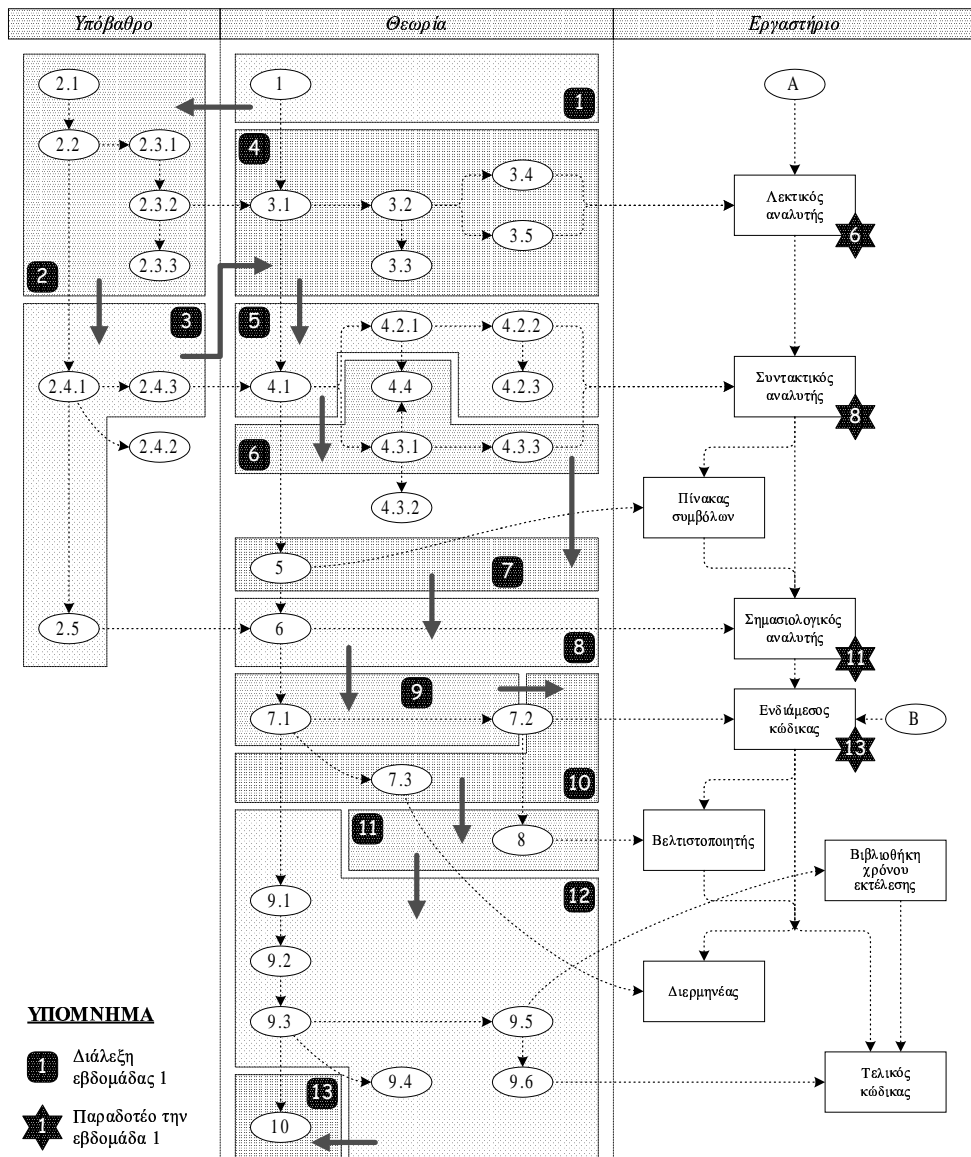 Υπόβαθρο
Θεωρία
Εργαστήριο
2.1
1
1
A
2.2
2.3.1
4
3.4
2.3.2
3.1
3.2
Λεκτικός
αναλυτής
6
3.5
2.3.3
3.3
2
3
5
4.2.1
4.2.2
2.4.1
2.4.3
4.1
4.4
4.2.3
Συντακτικός
αναλυτής
8
2.4.2
6
4.3.1
4.3.3
4.3.2
Πίνακας
συμβόλων
5
7
2.5
6
8
Σημασιολογικός
αναλυτής
11
9
7.1
7.2
Ενδιάμεσος
κώδικας
13
B
7.3
10
11
8
Βελτιστοποιητής
Βιβλιοθήκη
χρόνου
εκτέλεσης
12
9.1
9.2
Διερμηνέας
9.3
9.5
9.4
9.6
Τελικός
κώδικας
13
10
ΥΠΟΜΝΗΜΑ
1
Διάλεξη
εβδομάδας 1
1
Παραδοτέο την
εβδομάδα 1